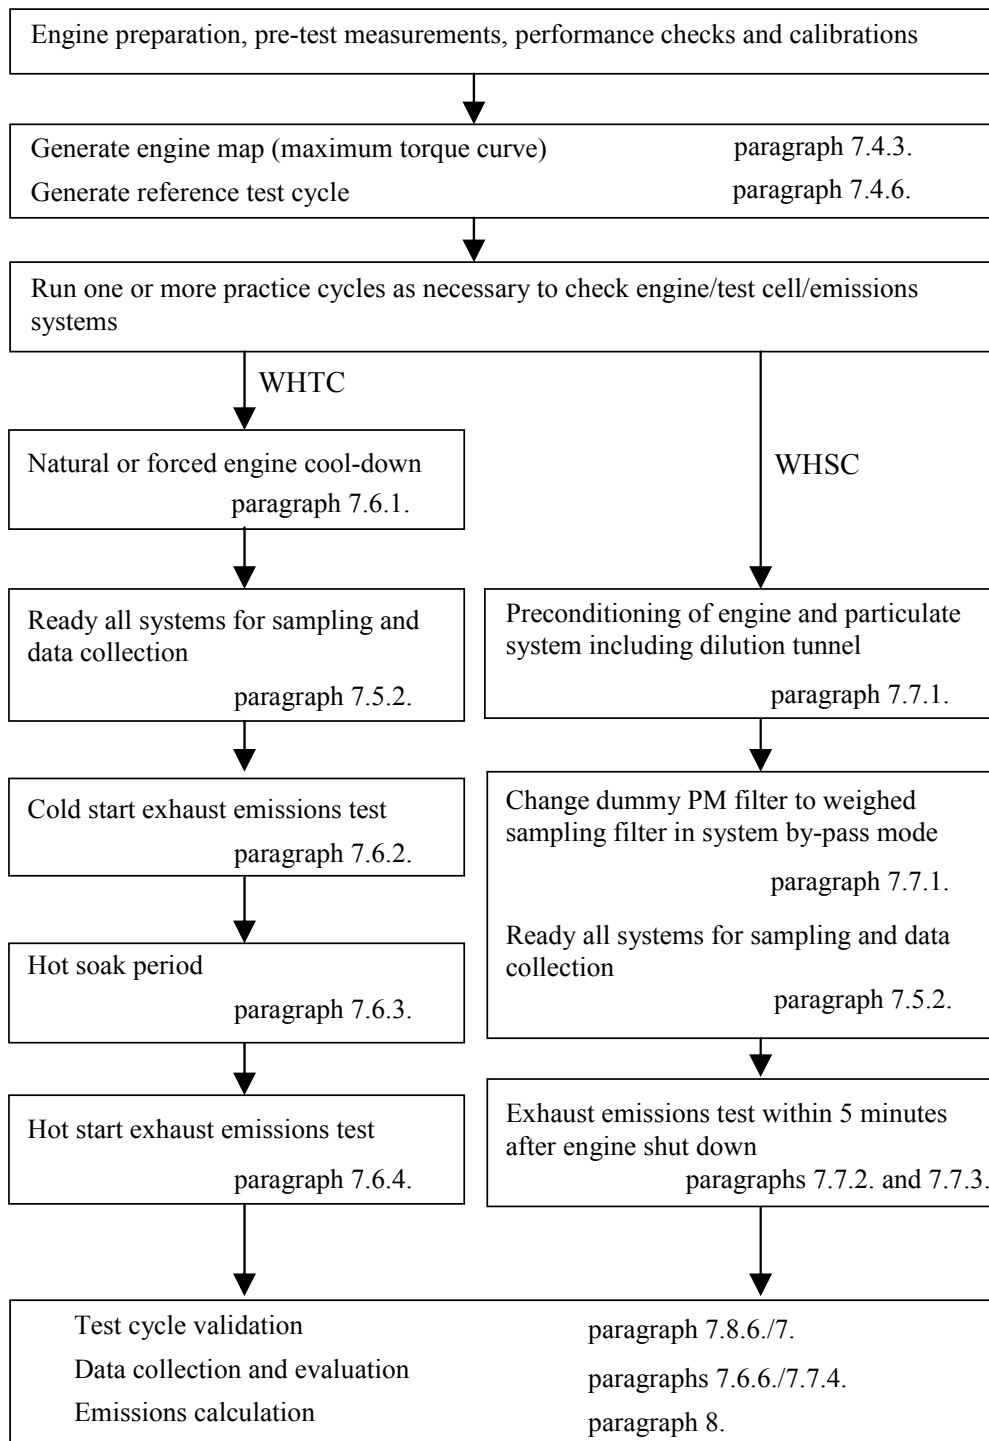 Engine preparation, pre-test measurements, performance checks and calibrations
Generate engine map (maximum torque curve) paragraph 7.4.3.
Generate reference test cycle paragraph 7.4.6.
Run one or more practice cycles as necessary to check engine/test cell/emissions
systems
WHTC
Natural or forced engine cool-down
paragraph 7.6.1.
Ready all systems for sampling and
data collection
paragraph 7.5.2.
Cold start exhaust emissions test
paragraph 7.6.2.
Hot soak period
paragraph 7.6.3.
Hot start exhaust emissions test
paragraph 7.6.4.
WHSC
Preconditioning of engine and particulate
system including dilution tunnel
paragraph 7.7.1.
Change dummy PM filter to weighed
sampling filter in system by-pass mode
paragraph 7.7.1.
Ready all systems for sampling and data
collection
paragraph 7.5.2.
Exhaust emissions test within 5 minutes
after engine shut down
paragraphs 7.7.2. and 7.7.3.
Test cycle validation paragraph 7.8.6./7.
Data collection and evaluation paragraphs 7.6.6./7.7.4.
Emissions calculation paragraph 8.